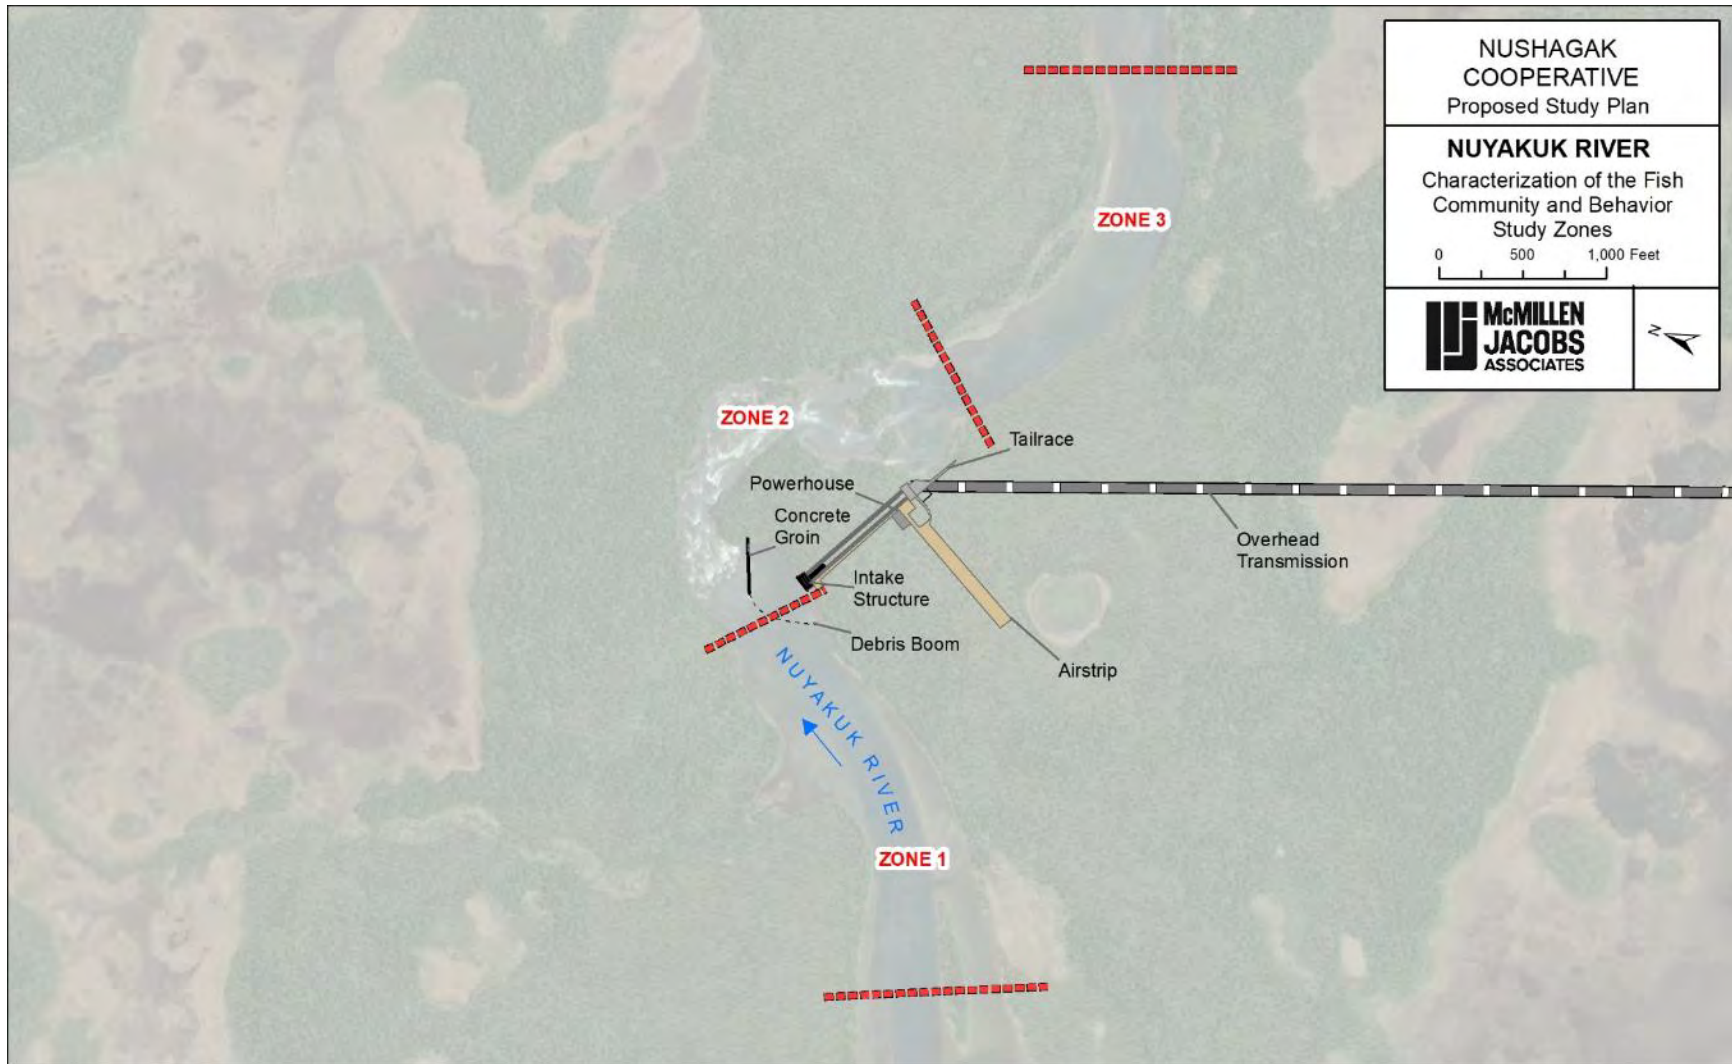 NUSHAGAK
COOPERATIVE
Proposed Study Plan
NUYAKUK RIVER
Characterization of the Fish
Community and Behavior
Study Zones
0 500 1,000 Feet
McMILLEN
JACOBS
ASSOCIATES
N
ZONE 3
ZONE 2
Tailrace
Powerhouse
Concrete
Groin
Overhead
Transmission
Intake
Structure
Debris Boom
Airstrip
NUYAKUK RIVER
ZONE 1